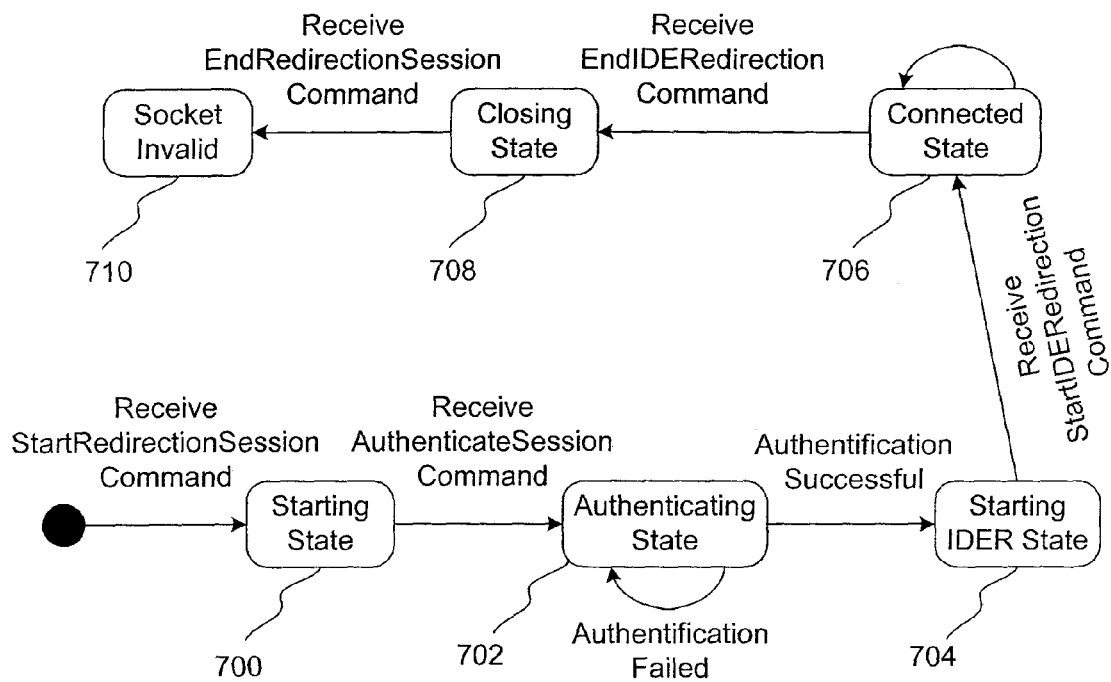 Receive
EndRedirectionSession
Command
Receive
EndIDERedirection
Command
Socket
Invalid
Closing
State
Connected
State
710
708
706
Receive
StartIDERedirection
Command
Receive
StartRedirectionSession
Command
Receive
AuthenticateSession
Command
Authentification
Successful
Starting
State
Authenticating
State
Starting
IDER State
Authentification
Failed
700
702
704